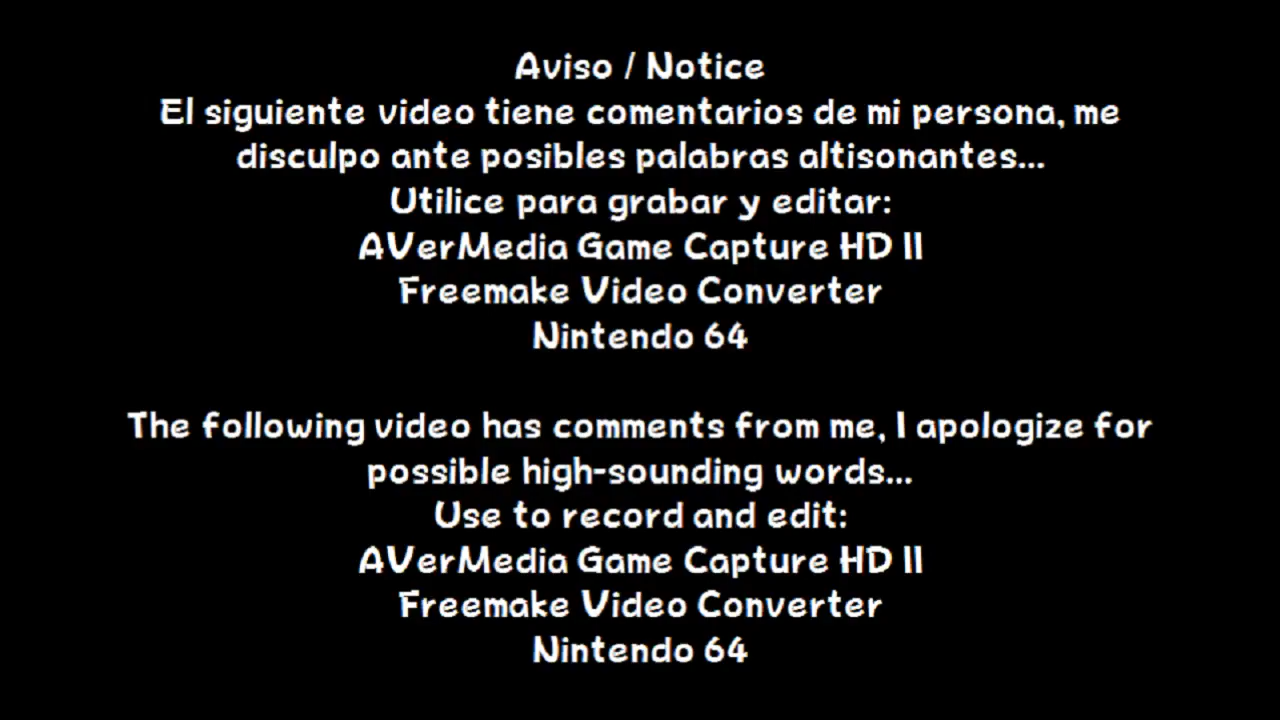 Aviso / Notice
El siguiente video tiene comentarios de mi persona, me
disculpo ante posibles palabras altisonantes...
Utilice para grabar y editar:
AVerMedia Game Capture HD II
Freemake Video Converter
Nintendo 64
The following video has comments from me, I apologize for
possible high-sounding words...
Use to record and edit:
AVerMedia Game Capture HD II
Freemake Video Converter
Nintendo 64